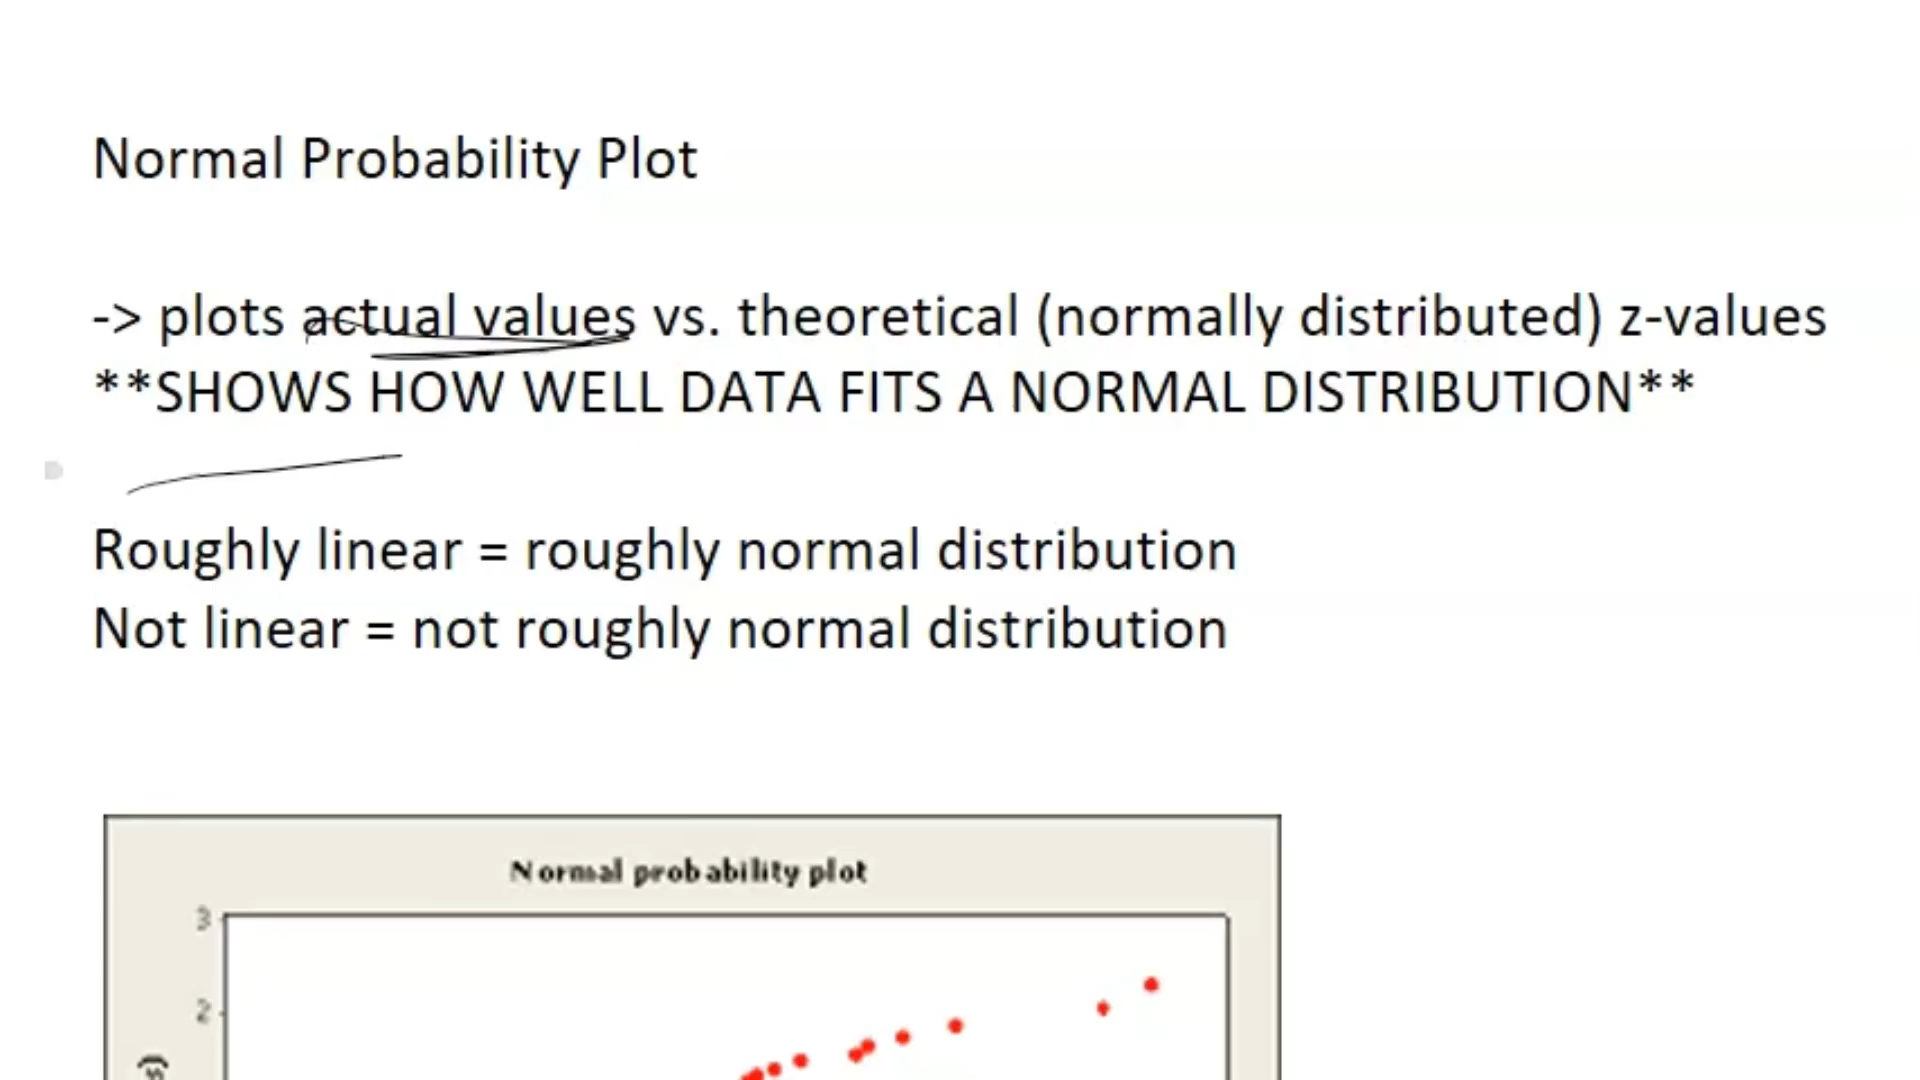 Normal Probability Plot
-> plots actual values vs. theoretical (normally distributed) z-values
**SHOWS HOW WELL DATA FITS A NORMAL DISTRIBUTION**
Roughly linear = roughly normal distribution
Not linear = not roughly normal distribution
Normal probability plot
3
2